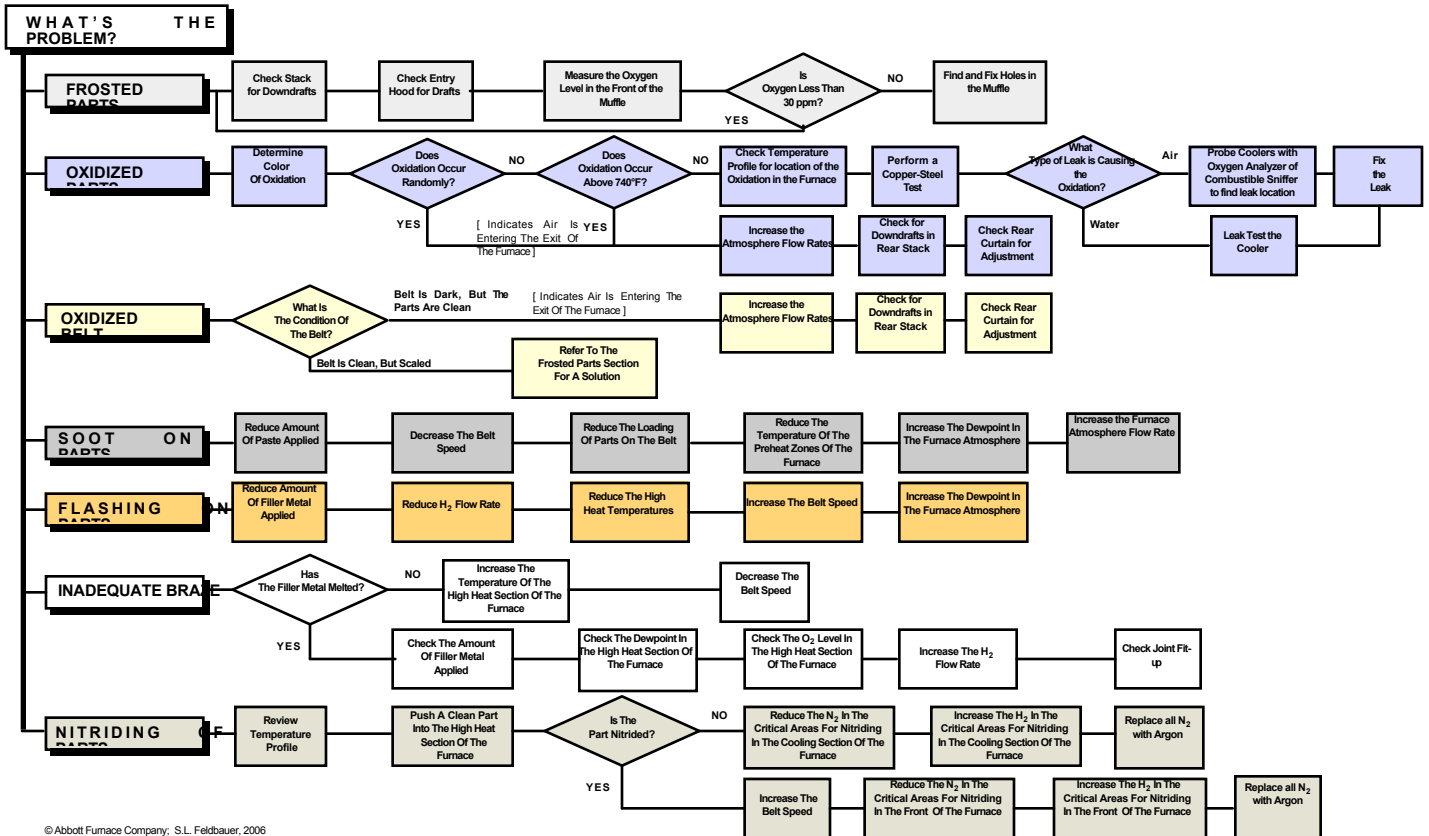 WHAT'S THE
PROBLEM?
FROSTED
PARTS
Check Stack
for Downdrafts
Check Entry
Hood for Drafts
Measure the Oxygen
Level in the Front of the
Muffle
Is
Oxygen Less Than
30 ppm?
NO
Find and Fix Holes in
the Muffle
YES
OXIDIZED
PARTS
Determine
Color
Of Oxidation
Does
Oxidation Occur
Randomly?
NO
Does
Oxidation Occur
Above 740°F?
NO
Check Temperature
Profile for location of the
Oxidation in the Furnace
Perform a
Copper-Steel
Test
What
Type of Leak is Causing
the
Oxidation?
Air
Probe Coolers with
Oxygen Analyzer of
Combustible Sniffer
to find leak location
Fix
the
Leak
YES
[ Indicates Air Is
Entering The Exit Of
The Furnace ]
YES
Increase the
Atmosphere Flow Rates
Check for
Downdrafts in
Rear Stack
Check Rear
Curtain for
Adjustment
Water
Leak Test the
Cooler
OXIDIZED
BELT
What Is
The Condition Of
The Belt?
Belt Is Dark, But The
Parts Are Clean
[ Indicates Air Is Entering The
Exit Of The Furnace ]
Increase the
Atmosphere Flow Rates
Check for
Downdrafts in
Rear Stack
Check Rear
Curtain for
Adjustment
Belt Is Clean, But Scaled
Refer To The
Frosted Parts Section
For A Solution
SOOT ON
PARTS
Reduce Amount
Of Paste Applied
Decrease The Belt
Speed
Reduce The Loading
Of Parts On The Belt
Reduce The
Temperature Of The
Preheat Zones Of The
Furnace
Increase The Dewpoint In
The Furnace Atmosphere
Increase the Furnace
Atmosphere Flow Rate
FLASHING ON
PARTS
Reduce Amount
Of Filler Metal
Applied
Reduce H2 Flow Rate
Reduce The High
Heat Temperatures
Increase The Belt Speed
Increase The Dewpoint In
The Furnace Atmosphere
INADEQUATE BRAZE
Has
The Filler Metal Melted?
NO
Increase The
Temperature Of The
High Heat Section Of The
Furnace
Decrease The
Belt Speed
YES
Check The Amount
Of Filler Metal
Applied
Check The Dewpoint In
The High Heat Section Of
The Furnace
Check The O2 Level In
The High Heat Section
Of The Furnace
Increase The H2
Flow Rate
Check Joint Fit-
up
NITRIDING OF
PARTS
Review
Temperature
Profile
Push A Clean Part
Into The High Heat
Section Of The
Furnace
Is The
Part Nitrided?
NO
Reduce The N2 In The
Critical Areas For Nitriding
In The Cooling Section Of The
Furnace
Increase The H2 In The
Critical Areas For Nitriding
In The Cooling Section Of The
Furnace
Replace all N2
with Argon
YES
Increase The
Belt Speed
Reduce The N2 In The
Critical Areas For Nitriding
In The Front Of The Furnace
Increase The H2 In The
Critical Areas For Nitriding
In The Front Of The Furnace
Replace all N2
with Argon
© Abbott Furnace Company; S.L. Feldbauer, 2006